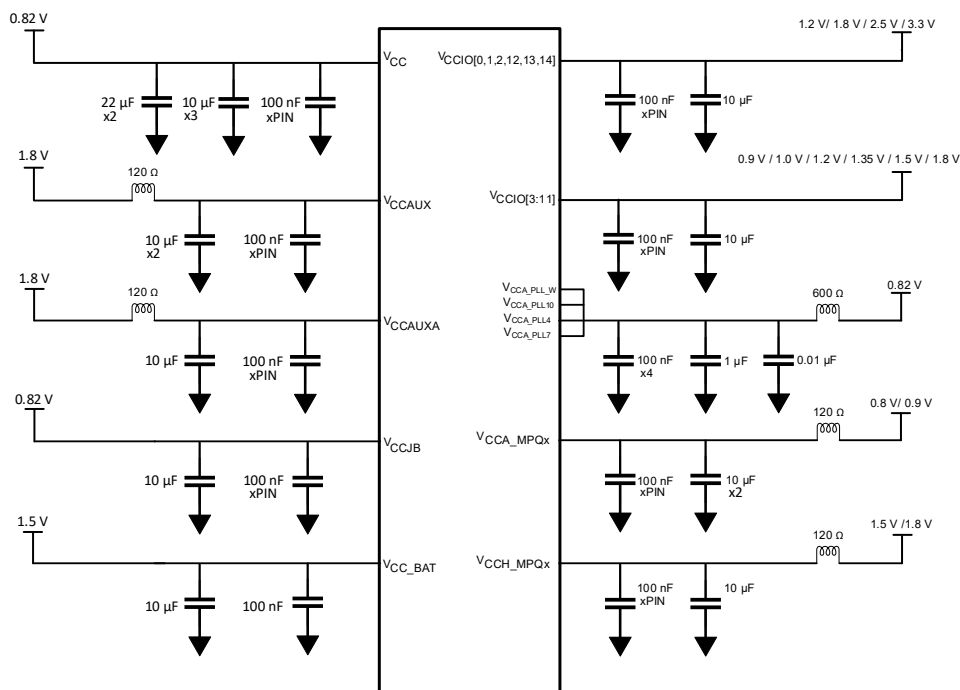 0.82 V
VCC
22 µF
x2
10 µF
x3
100 nF
xPIN
1.8 V
120 Ω
VCCAUX
10 µF
x2
100 nF
xPIN
1.8 V
120 Ω
VCCAUXA
10 µF
100 nF
xPIN
0.82 V
VCCJB
10 µF
100 nF
xPIN
1.5 V
VCC_BAT
10 µF
100 nF
1.2 V/ 1.8 V / 2.5 V / 3.3 V
VCCIO[0,1,2,12,13,14]
100 nF
xPIN
10 µF
0.9 V / 1.0 V / 1.2 V / 1.35 V / 1.5 V / 1.8 V
VCCIO[3:11]
100 nF
xPIN
10 µF
VCCA_PLL_W
VCCA_PLL10
VCCA_PLL4
VCCA_PLL7
600 Ω
0.82 V
100 nF
x4
1 µF
0.01 µF
0.8 V/ 0.9 V
120 Ω
VCCA_MPQx
100 nF
xPIN
10 µF
x2
1.5 V /1.8 V
120 Ω
VCCH_MPQx
100 nF
xPIN
10 µF